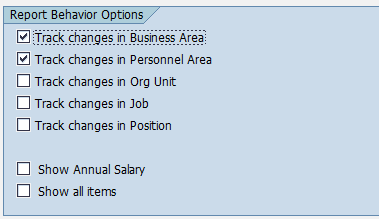 Report Behavior Options
Track changes in Business Area
Track changes in Personnel Area
Track changes in Org Unit
Track changes in Job
Track changes in Position
Show Annual Salary
Show all items